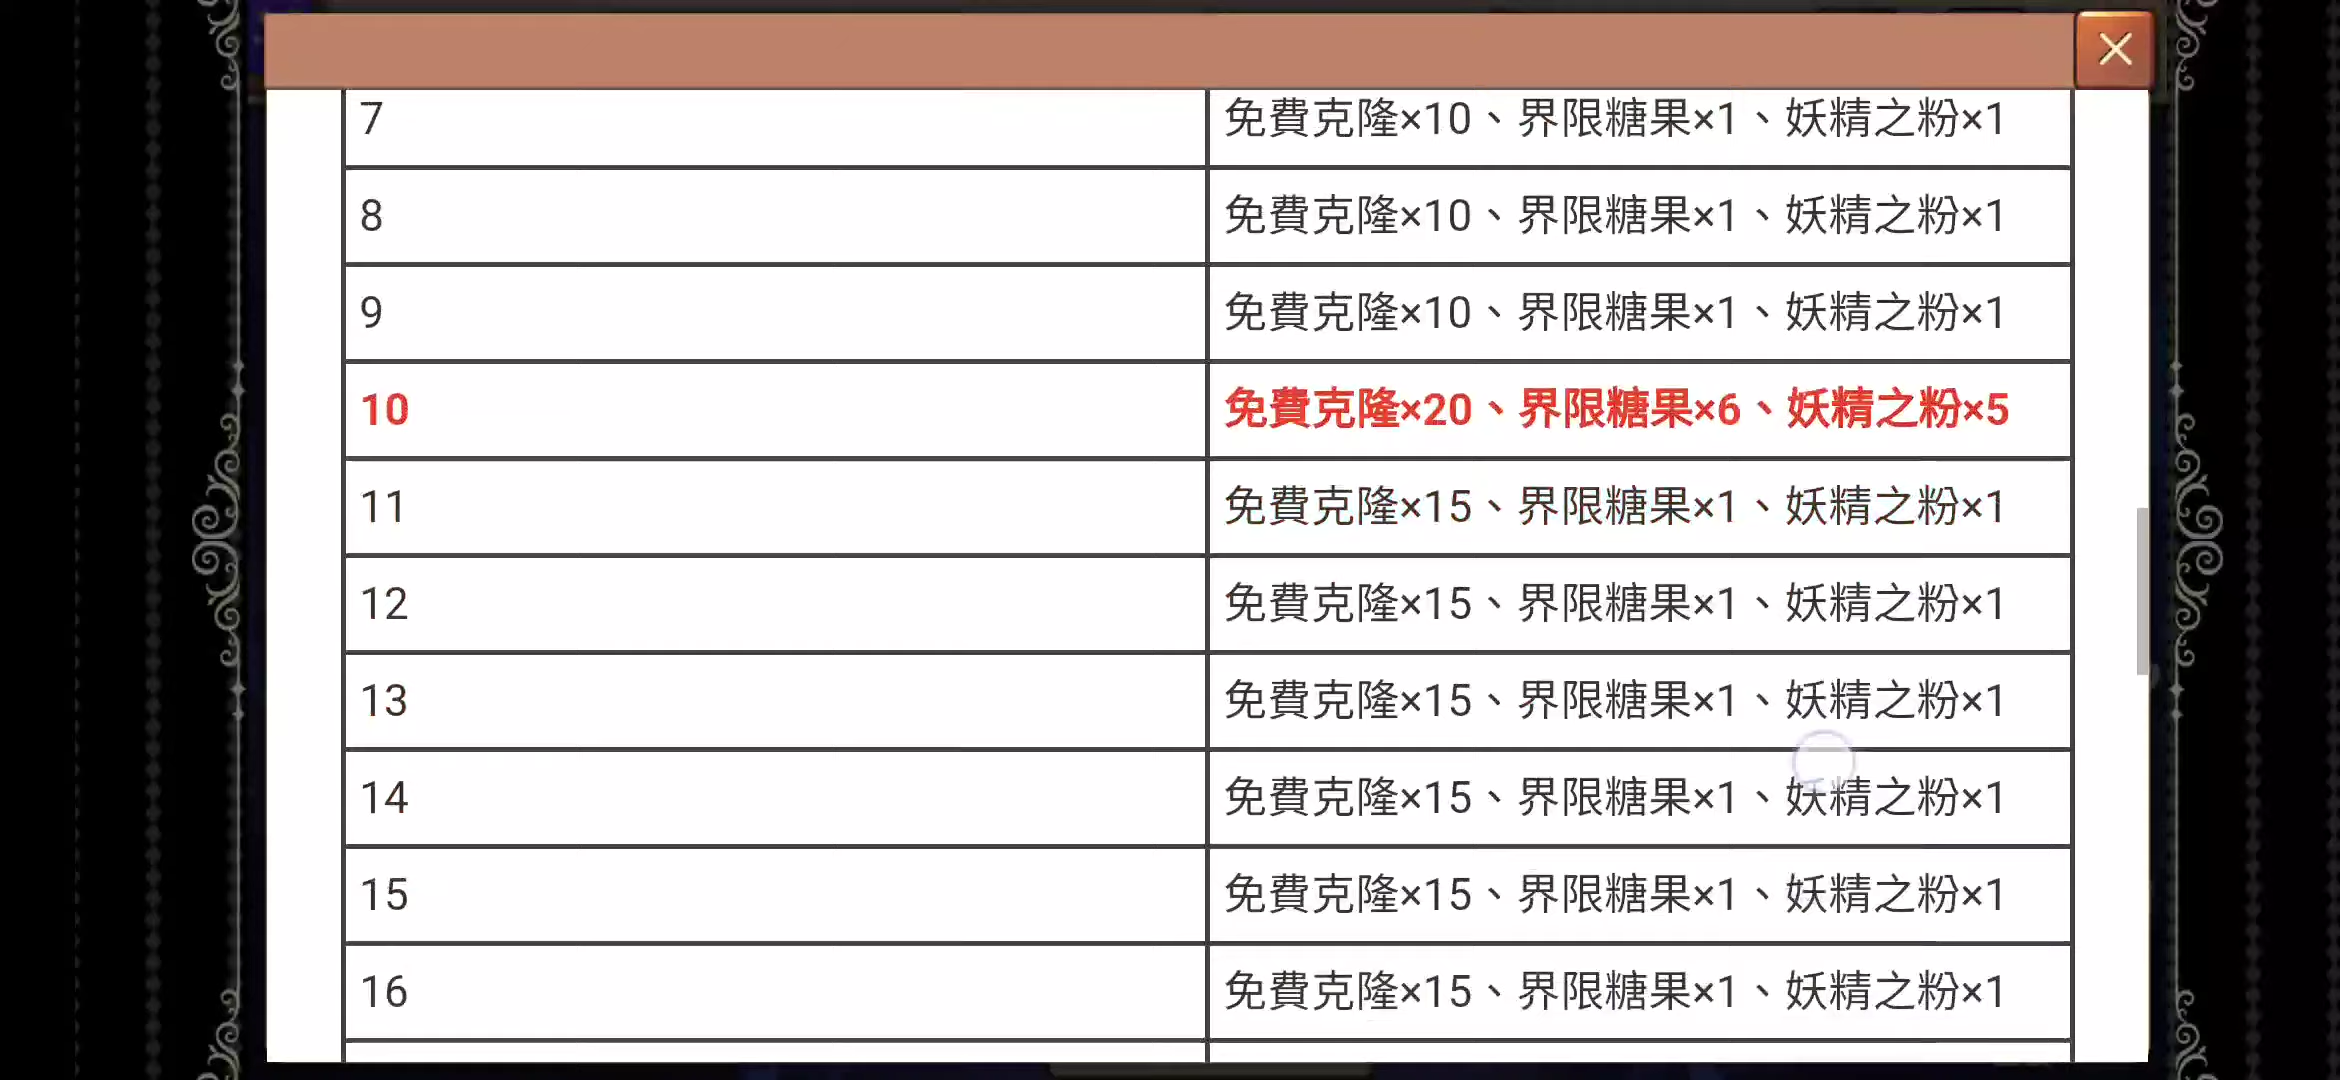 7 免費克隆×10、界限糖果×1、妖精之粉×1
8 免費克隆×10、界限糖果×1、妖精之粉×1
9 免費克隆×10、界限糖果×1、妖精之粉×1
10 免費克隆×20、界限糖果×6、妖精之粉×5
11 免費克隆×15、界限糖果×1、妖精之粉×1
12 免費克隆×15、界限糖果×1、妖精之粉×1
13 免費克隆×15、界限糖果×1、妖精之粉×1
14 免費克隆×15、界限糖果×1、妖精之粉×1
15 免費克隆×15、界限糖果×1、妖精之粉×1
16 免費克隆×15、界限糖果×1、妖精之粉×1